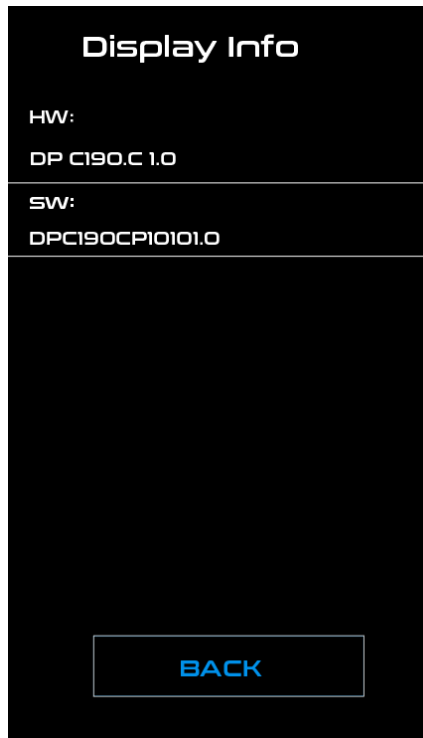 Display Info
HW:
DP C190.C 1.0
SW:
DPC190CP10101.0
BACK